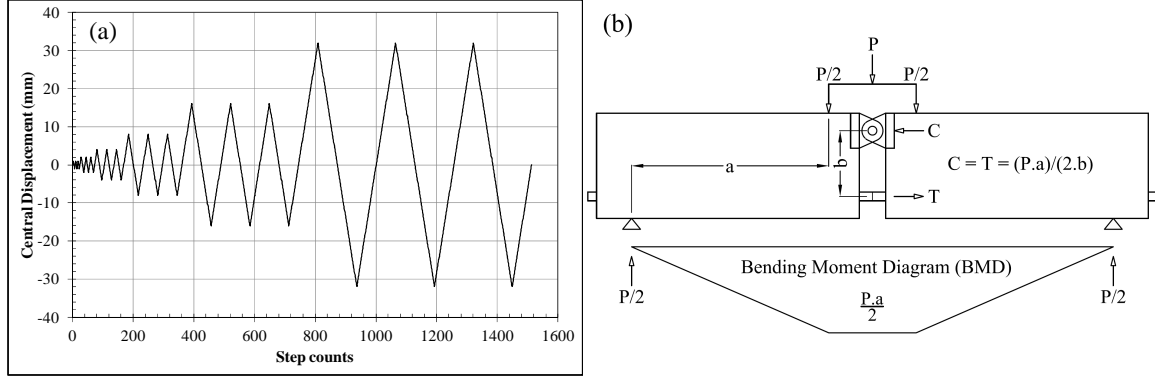 (a)
40
30
20
10
0
-10
-20
-30
-40
Central Displacement (mm)
0 200 400 600 800 1000 1200 1400 1600
Step counts
(b)
P
P/2 P/2
C
a
b
C = T = (P.a)/(2.b)
T
Bending Moment Diagram (BMD)
P/2
P.a
2
P/2